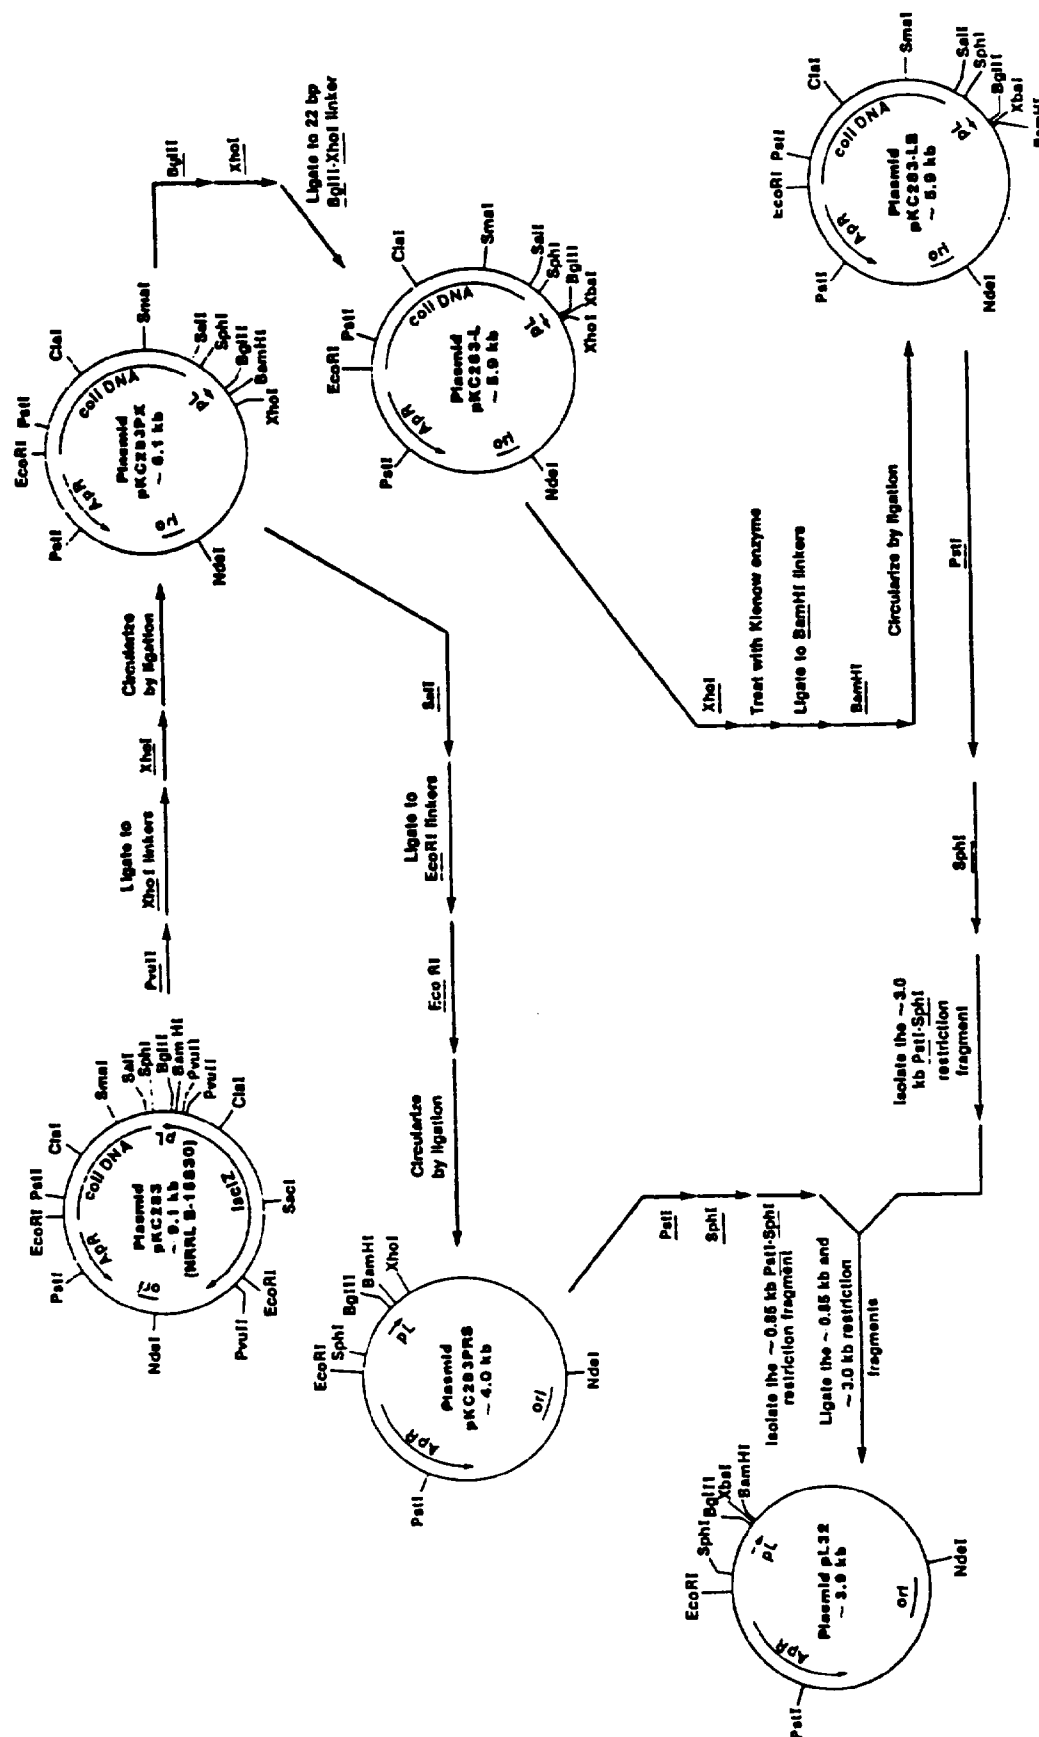 EcoRI
PstI
ClaI
SmaI
SalI
SphI
BglII
BamHI
PvuII
PvuII
ClaI
SacI
EcoRI
PvuII
NdeI
PstI
ApR
coli DNA
pL
lacZ
ori
Plasmid
pKC283
~ 9.1 kb
(NRRL B-15830)
PvuII
Ligate to
XhoI linkers
XhoI
Circularize
by ligation
EcoRI
PstI
ClaI
SmaI
SalI
SphI
BglII
BamHI
XhoI
NdeI
PstI
ApR
coli DNA
pL
ori
Plasmid
pKC283PX
~ 6.1 kb
BglII
XhoI
Ligate to 22 bp
BglII-XhoI linker
EcoRI
PstI
ClaI
SmaI
SalI
SphI
BglII
XbaI
XhoI
NdeI
PstI
ApR
coli DNA
pL
ori
Plasmid
pKC283-L
~ 5.9 kb
SalI
Ligate to
EcoRI linkers
Eco RI
Circularize
by ligation
EcoRI
SphI
BglII
BamHI
XhoI
NdeI
PstI
ApR
pL
ori
Plasmid
pKC283PRS
~ 4.0 kb
XhoI
Treat with Klenow enzyme
Ligate to BamHI linkers
BamHI
Circularize by ligation
EcoRI
PstI
ClaI
SmaI
SalI
SphI
BglII
XbaI
BamHI
NdeI
PstI
ApR
coli DNA
pL
ori
Plasmid
pKC283-LB
~ 5.9 kb
PstI
SphI
Isolate the ~ 0.85 kb PstI-SphI
restriction fragment
Ligate the ~ 0.85 kb and
~ 3.0 kb restriction
fragments
PstI
SphI
Isolate the ~ 3.0
kb PstI-SphI
restriction
fragment
EcoRI
SphI
BglII
XbaI
BamHI
NdeI
PstI
ApR
pL
ori
Plasmid pL32
~ 3.9 kb